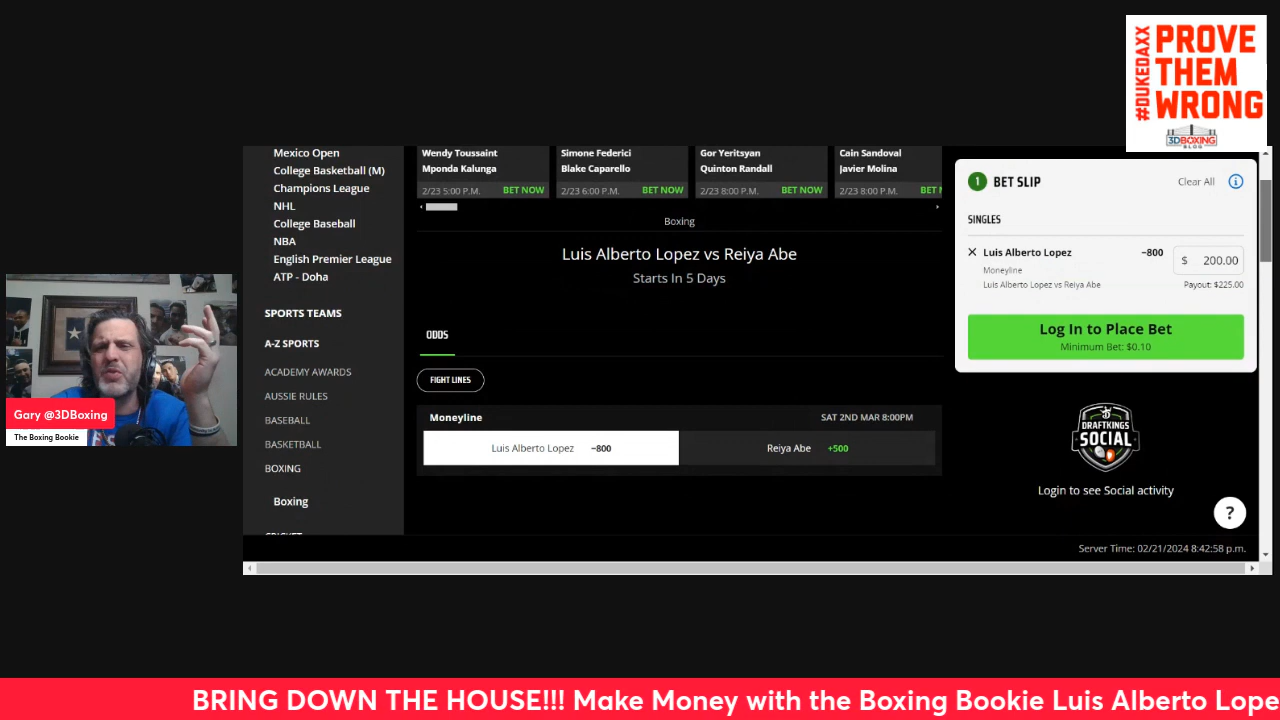 #DUKEDAXX
PROVE
THEM
WRONG
3DBOXING
BLOG
Mexico Open
College Basketball (M)
Champions League
NHL
College Baseball
NBA
English Premier League
ATP - Doha
SPORTS TEAMS
A-Z SPORTS
ACADEMY AWARDS
AUSSIE RULES
BASEBALL
BASKETBALL
BOXING
Boxing
CRICKET
Wendy Toussaint
Mponda Kalunga
2/23 5:00 P.M. BET NOW
Simone Federici
Blake Caparello
2/23 6:00 P.M. BET NOW
Gor Yeritsyan
Quinton Randall
2/23 8:00 P.M. BET NOW
Cain Sandoval
Javier Molina
2/23 8:00 P.M. BET N
Boxing
Luis Alberto Lopez vs Reiya Abe
Starts In 5 Days
ODDS
FIGHT LINES
Moneyline SAT 2ND MAR 8:00PM
Luis Alberto Lopez −800 Reiya Abe +500
1 BET SLIP Clear All i
SINGLES
Luis Alberto Lopez −800 $ 200.00
Moneyline
Luis Alberto Lopez vs Reiya Abe Payout: $225.00
Log In to Place Bet
Minimum Bet: $0.10
DRAFTKINGS
SOCIAL
Login to see Social activity
?
Server Time: 02/21/2024 8:42:58 p.m.
Gary @3DBoxing
The Boxing Bookie
BRING DOWN THE HOUSE!!! Make Money with the Boxing Bookie Luis Alberto Lope